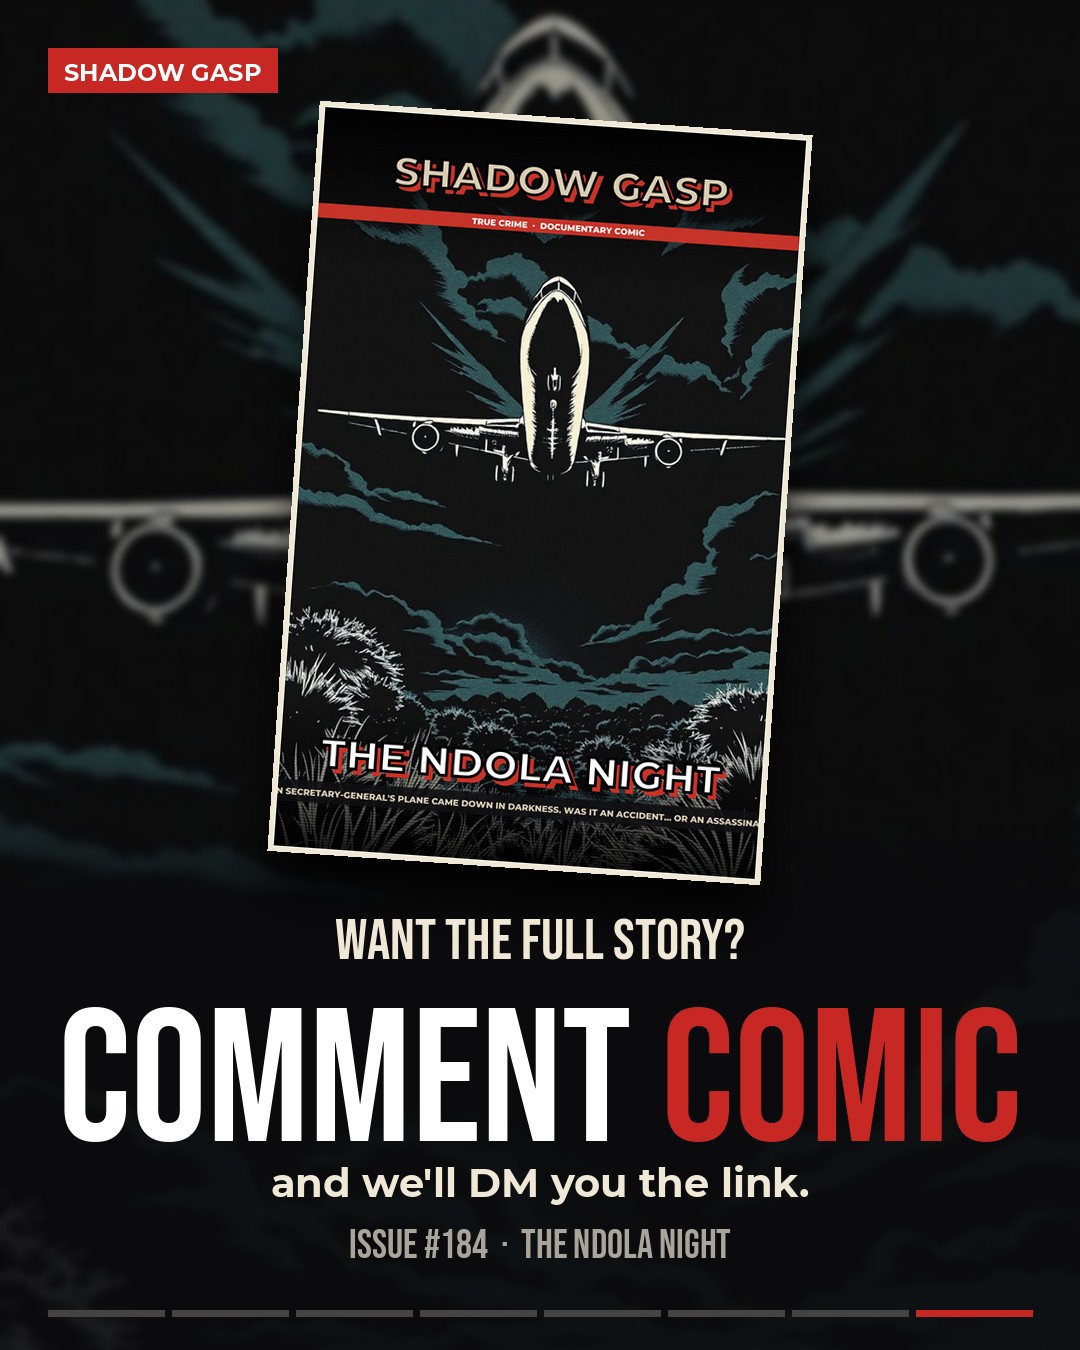 SHADOW GASP
SHADOW GASP
TRUE CRIME · DOCUMENTARY COMIC
THE NDOLA NIGHT
SECRETARY-GENERAL'S PLANE CAME DOWN IN DARKNESS. WAS IT AN ACCIDENT... OR AN
WANT THE FULL STORY?
COMMENT COMIC
and we'll DM you the link.
ISSUE #184 · THE NDOLA NIGHT